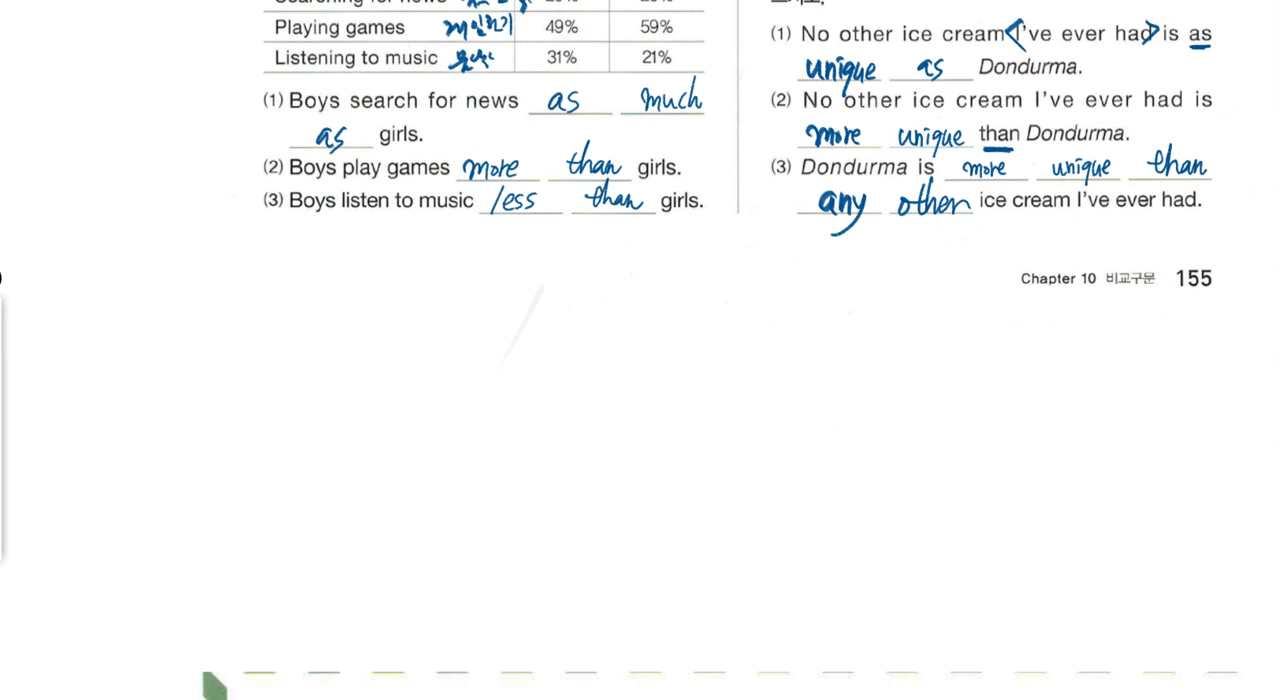 Playing games 게임하기 49% 59%
Listening to music 31% 21%
(1) Boys search for news as much
as girls.
(2) Boys play games more than girls.
(3) Boys listen to music less than girls.
(1) No other ice cream <I've ever had> is as
unique as Dondurma.
(2) No other ice cream I've ever had is
more unique than Dondurma.
(3) Dondurma is more unique than
any other ice cream I've ever had.
Chapter 10 비교구문 155